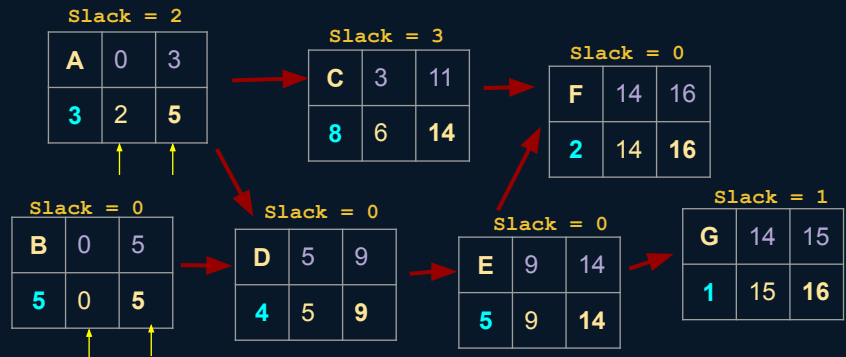 Slack = 2
A 0 3
3 2 5
Slack = 3
C 3 11
8 6 14
Slack = 0
F 14 16
2 14 16
Slack = 0
B 0 5
5 0 5
Slack = 0
D 5 9
4 5 9
Slack = 0
E 9 14
5 9 14
Slack = 1
G 14 15
1 15 16